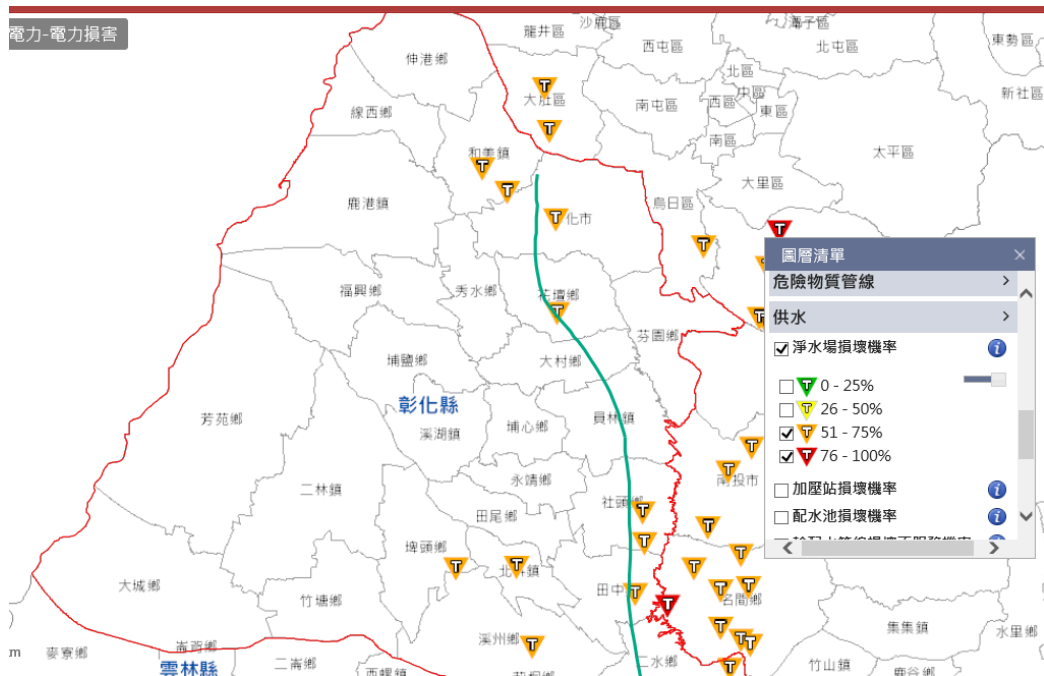 電力-電力損害
沙鹿區
潭子區
龍井區
西屯區
北屯區
東勢區
伸港鄉
北區
中區
新社區
大肚區
南屯區
西區
東區
線西鄉
南區
和美鎮
太平區
大里區
鹿港鎮
烏日區
化市
圖層清單
×
危險物質管線
供水
淨水場損壞機率
0 - 25%
26 - 50%
51 - 75%
76 - 100%
加壓站損壞機率
配水池損壞機率
福興鄉
秀水鄉
花壇鄉
芬園鄉
埔鹽鄉
大村鄉
彰化縣
芳苑鄉
溪湖鎮
埔心鄉
員林鎮
二林鎮
永靖鄉
南投市
社頭鄉
田尾鄉
埤頭鄉
北斗鎮
大城鄉
竹塘鄉
田中
名間鄉
集集鎮
水里鄉
溪州鄉
m
麥寮鄉
崙背鄉
雲林縣
二崙鄉
西螺鎮
莿桐鄉
二水鄉
竹山鎮
鹿谷鄉